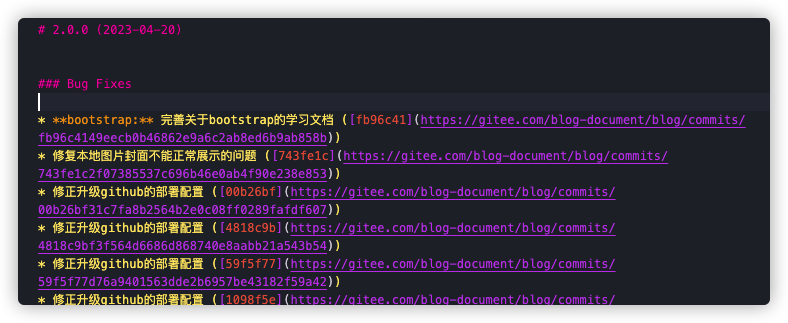 # 2.0.0 (2023-04-20)
### Bug Fixes
* **bootstrap:** 完善关于bootstrap的学习文档 ([fb96c41](https://gitee.com/blog-document/blog/commits/
fb96c4149eecb0b46862e9a6c2ab8ed6b9ab858b))
* 修复本地图片封面不能正常展示的问题 ([743fe1c](https://gitee.com/blog-document/blog/commits/
743fe1c2f07385537c696b46e0ab4f90e238e853))
* 修正升级github的部署配置 ([00b26bf](https://gitee.com/blog-document/blog/commits/
00b26bf31c7fa8b2564b2e0c08ff0289fafdf607))
* 修正升级github的部署配置 ([4818c9b](https://gitee.com/blog-document/blog/commits/
4818c9bf3f564d6686d868740e8aabb21a543b54))
* 修正升级github的部署配置 ([59f5f77](https://gitee.com/blog-document/blog/commits/
59f5f77d76a9401563dde2b6957be43182f59a42))
* 修正升级github的部署配置 ([1098f5e](https://gitee.com/blog-document/blog/commits/